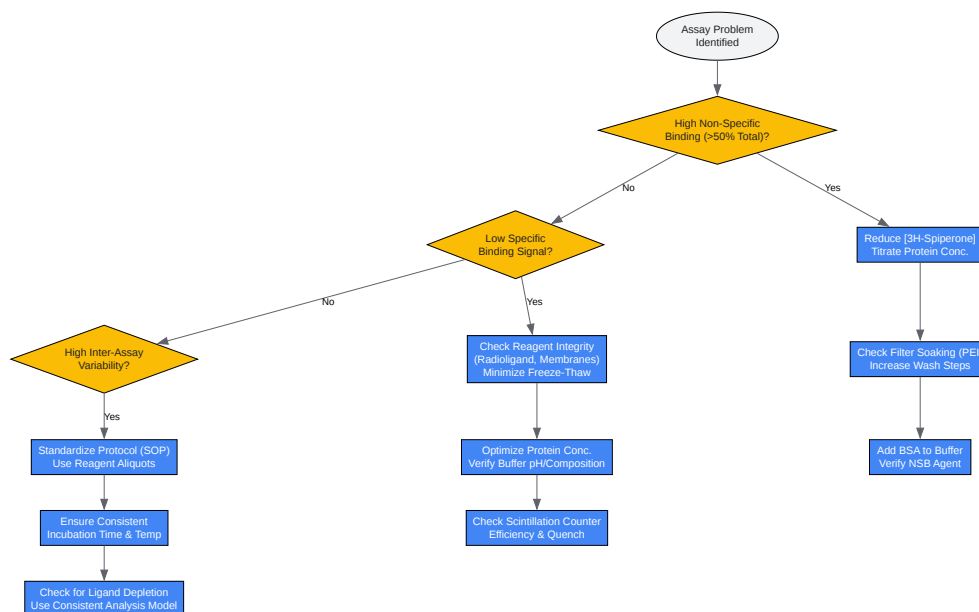 Assay Problem
Identified
High Non-Specific
Binding (>50% Total)?
No
Yes
Low Specific
Binding Signal?
Reduce [3H-Spiperone]
Titrate Protein Conc.
No
Yes
High Inter-Assay
Variability?
Check Reagent Integrity
(Radioligand, Membranes)
Minimize Freeze-Thaw
Check Filter Soaking (PEI
Increase Wash Steps
Yes
Standardize Protocol (SOP)
Use Reagent Aliquots
Optimize Protein Conc.
Verify Buffer pH/Composition
Add BSA to Buffer
Verify NSB Agent
Ensure Consistent
Incubation Time & Temp
Check Scintillation Counter
Efficiency & Quench
Check for Ligand Depletion
Use Consistent Analysis Model